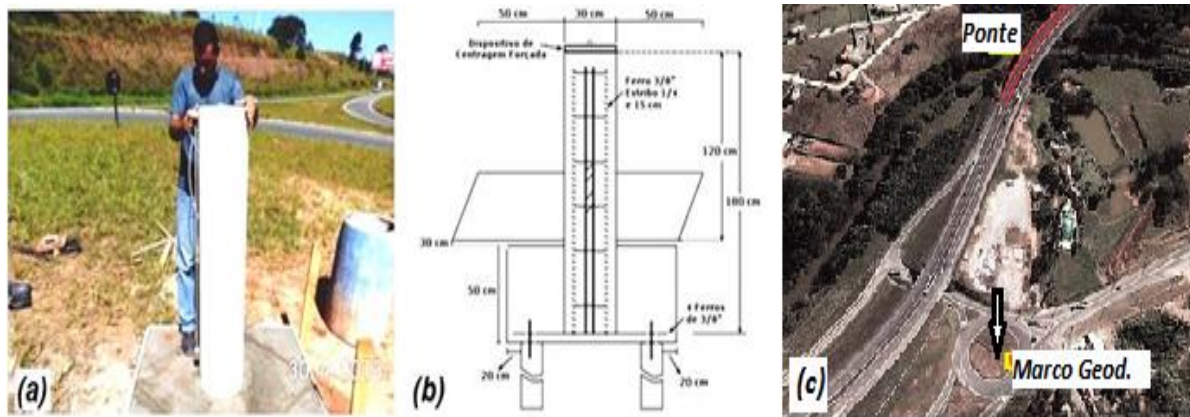 (a)
50 cm 30 cm 50 cm
Dispositivo de
Centragem Forçada
Ferro 3/8"
Estribo 1/4
e 15 cm
120 cm
180 cm
30 cm
50 cm
4 Ferros
de 3/8"
20 cm 20 cm
(b)
Ponte
Marco Geod.
(c)